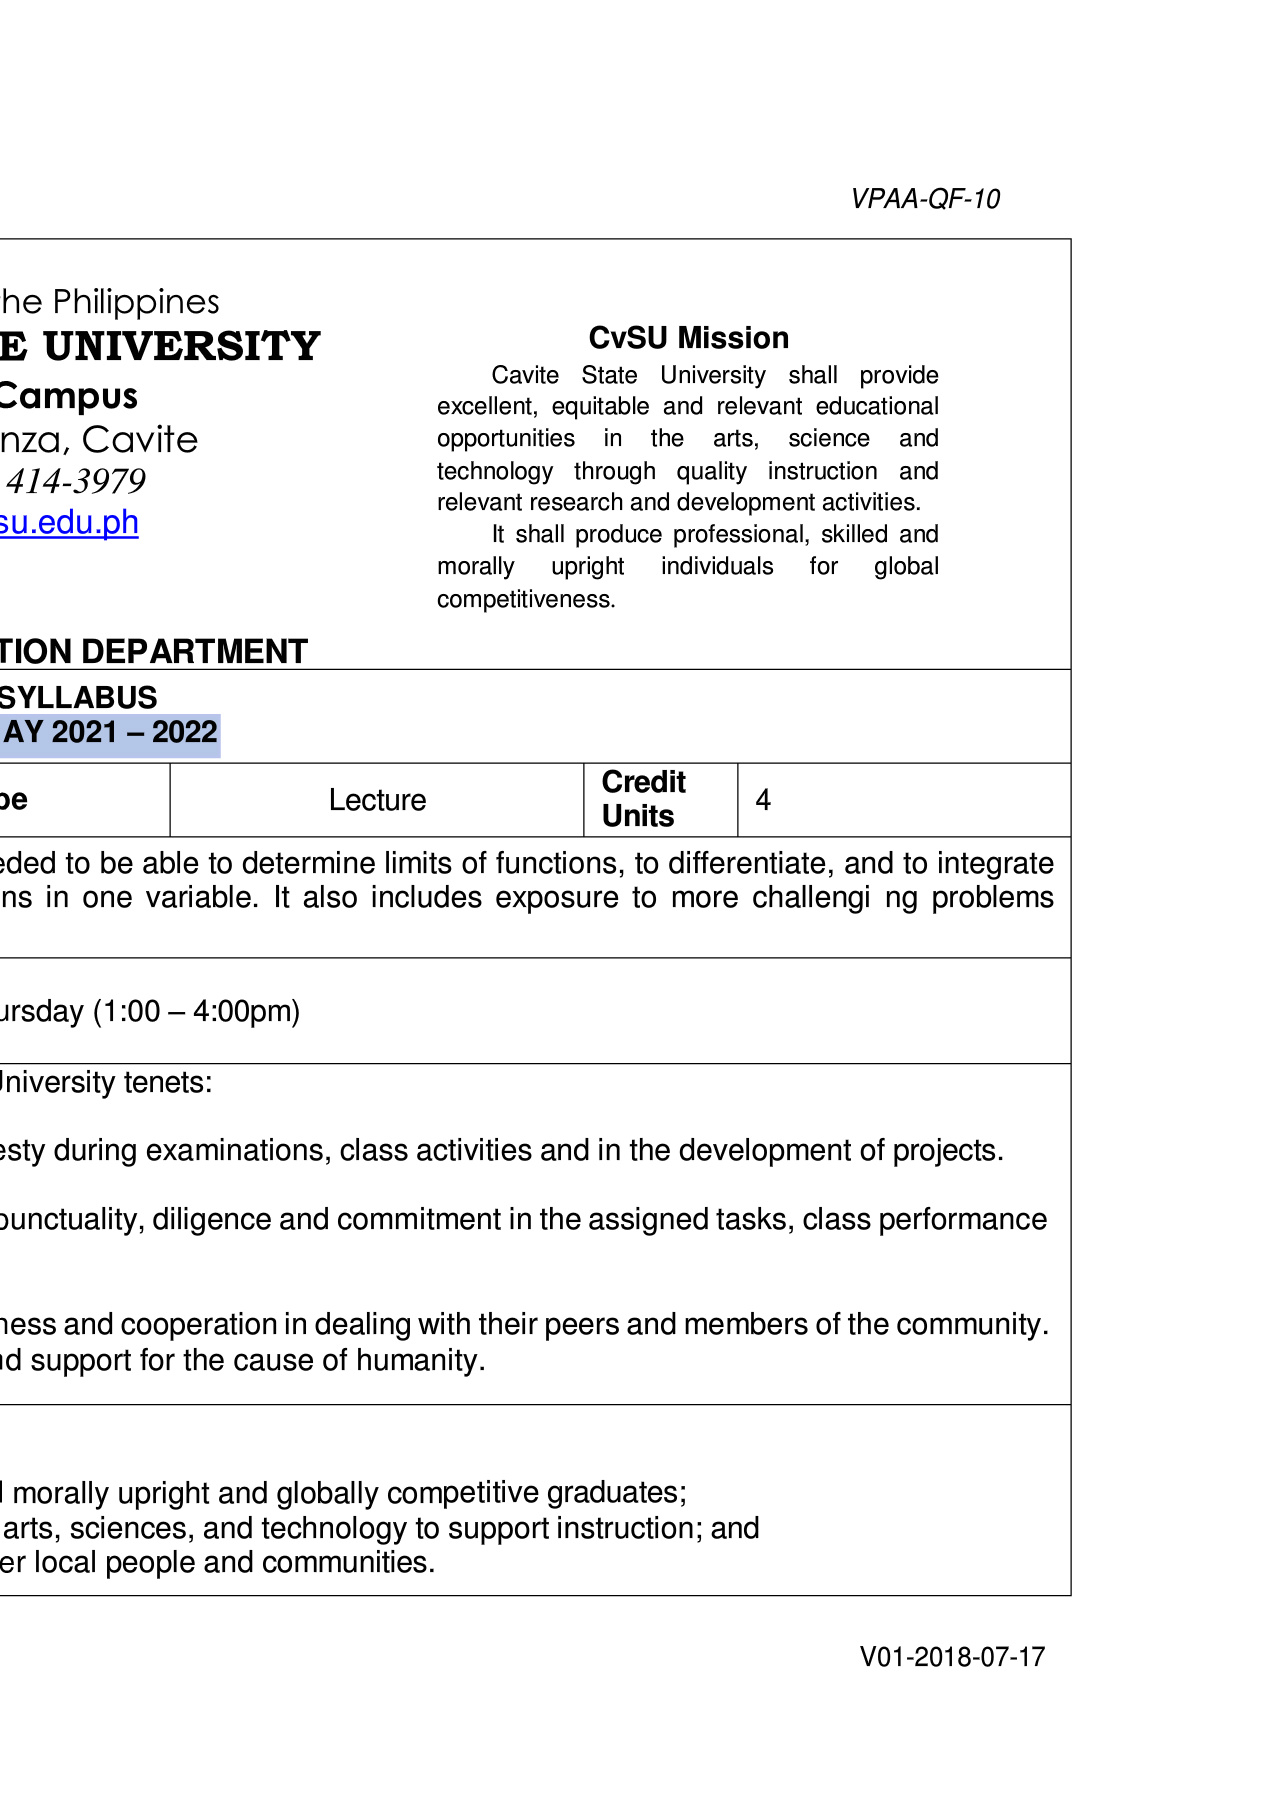 VPAA-QF-10
the Philippines
E UNIVERSITY
Campus
nza, Cavite
414-3979
su.edu.ph
CvSU Mission
Cavite State University shall provide
excellent, equitable and relevant educational
opportunities in the arts, science and
technology through quality instruction and
relevant research and development activities.
It shall produce professional, skilled and
morally upright individuals for global
competitiveness.
TION DEPARTMENT
SYLLABUS
AY 2021 – 2022
pe
Lecture
Credit
Units
4
eded to be able to determine limits of functions, to differentiate, and to integrate
ns in one variable. It also includes exposure to more challengi ng problems
ursday (1:00 – 4:00pm)
University tenets:
esty during examinations, class activities and in the development of projects.
punctuality, diligence and commitment in the assigned tasks, class performance
ness and cooperation in dealing with their peers and members of the community.
nd support for the cause of humanity.
morally upright and globally competitive graduates;
arts, sciences, and technology to support instruction; and
er local people and communities.
V01-2018-07-17